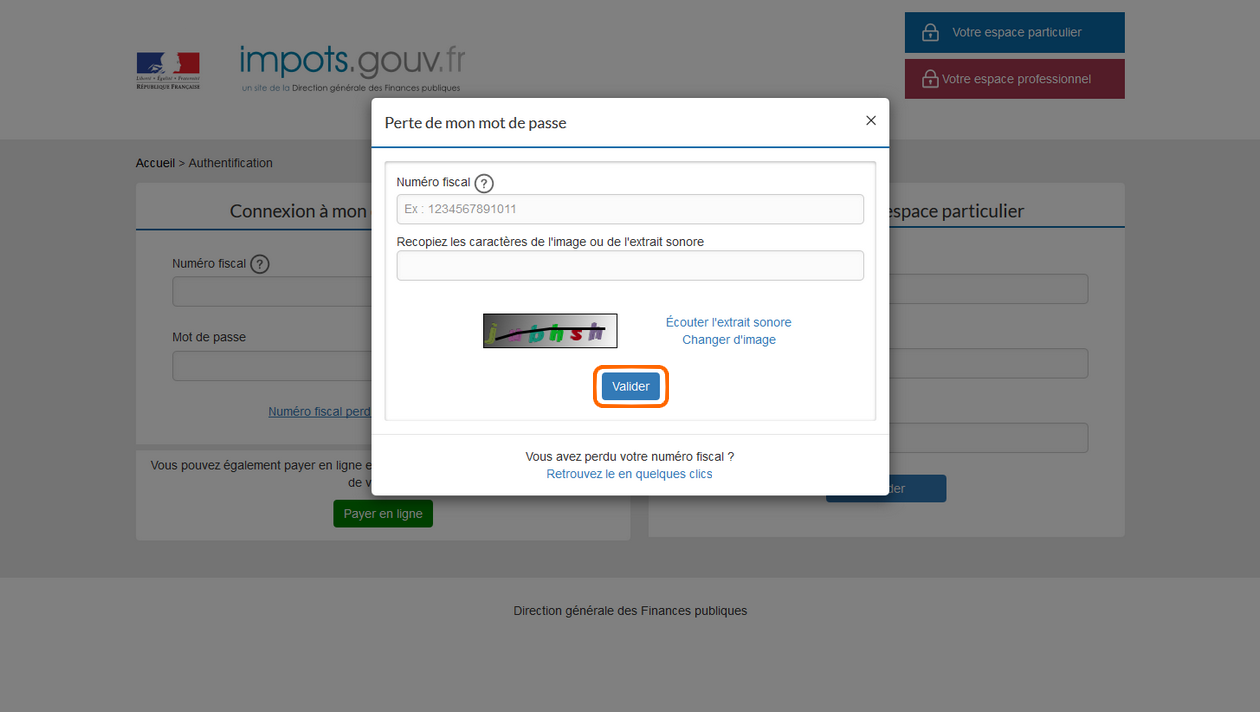 Votre espace particulier
Votre espace professionnel
Liberté • Égalité • Fraternité
RÉPUBLIQUE FRANÇAISE
impots.gouv.fr
un site de la Direction générale des Finances publiques
Perte de mon mot de passe
Accueil > Authentification
Numéro fiscal ?
Ex : 1234567891011
Recopiez les caractères de l'image ou de l'extrait sonore
Écouter l'extrait sonore
Changer d'image
Valider
Vous avez perdu votre numéro fiscal ?
Retrouvez le en quelques clics
Connexion à mon
Numéro fiscal ?
Mot de passe
Numéro fiscal perd
Vous pouvez également payer en ligne e
de v
Payer en ligne
espace particulier
der
Direction générale des Finances publiques